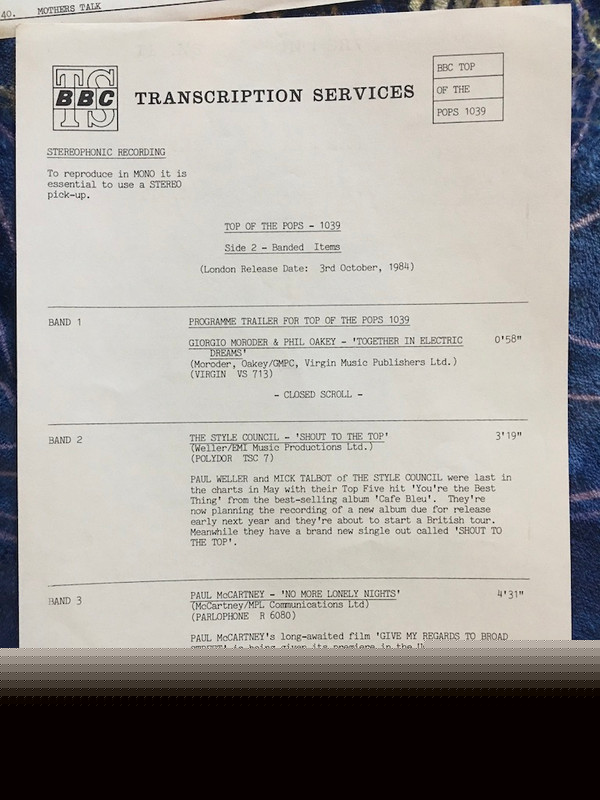 40. MOTHERS TALK
TS
BBC
TRANSCRIPTION SERVICES
BBC TOP
OF THE
POPS 1039
STEREOPHONIC RECORDING
To reproduce in MONO it is
essential to use a STEREO
pick-up.
TOP OF THE POPS - 1039
Side 2 - Banded Items
(London Release Date: 3rd October, 1984)
BAND 1
PROGRAMME TRAILER FOR TOP OF THE POPS 1039
GIORGIO MORODER & PHIL OAKEY - 'TOGETHER IN ELECTRIC 0'58"
DREAMS'
(Moroder, Oakey/GMPC, Virgin Music Publishers Ltd.)
(VIRGIN VS 713)
- CLOSED SCROLL -
BAND 2
THE STYLE COUNCIL - 'SHOUT TO THE TOP' 3'19"
(Weller/EMI Music Productions Ltd.)
(POLYDOR TSC 7)
PAUL WELLER and MICK TALBOT of THE STYLE COUNCIL were last in
the charts in May with their Top Five hit 'You're the Best
Thing' from the best-selling album 'Cafe Bleu'. They're
now planning the recording of a new album due for release
early next year and they're about to start a British tour.
Meanwhile they have a brand new single out called 'SHOUT TO
THE TOP'.
BAND 3
PAUL McCARTNEY - 'NO MORE LONELY NIGHTS' 4'31"
(McCartney/MPL Communications Ltd)
(PARLOPHONE R 6080)
PAUL McCARTNEY's long-awaited film 'GIVE MY REGARDS TO BROAD
is being given its premiere in the